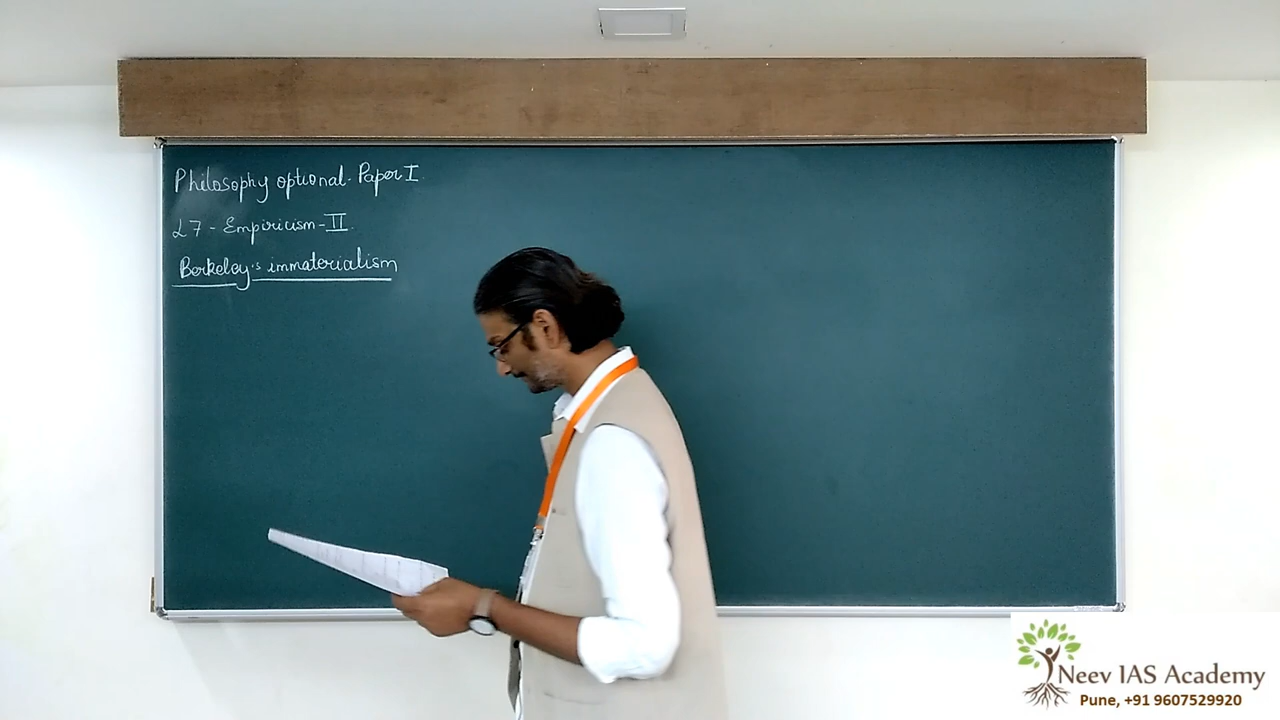 Philosophy optional - Paper I
L7 - Empiricism - II
Berkeley's immaterialism
Neev IAS Academy
Pune, +91 9607529920